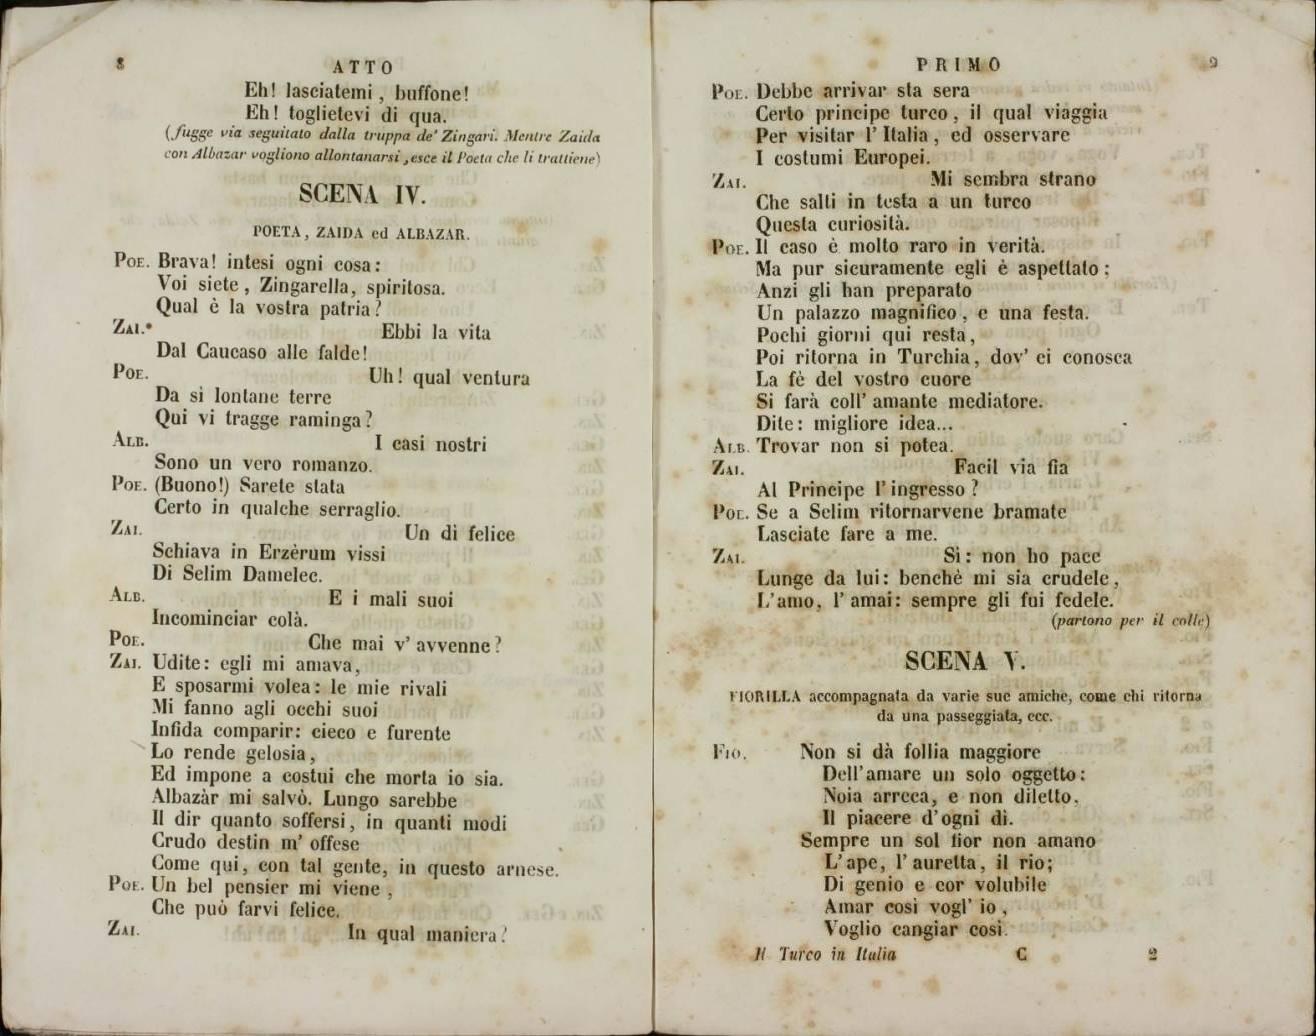 8
ATTO
Eh! lasciatemi, buffone!
Eh! toglietevi di qua.
(fugge via seguitato dalla truppa de' Zingari. Mentre Zaida
con Albazar vogliono allontanarsi, esce il Poeta che li trattiene)
SCENA IV.
POETA, ZAIDA ed ALBAZAR.
POE. Brava! intesi ogni cosa:
Voi siete, Zingarella, spiritosa.
Qual è la vostra patria?
ZAI. Ebbi la vita
Dal Caucaso alle falde!
POE. Uh! qual ventura
Da sì lontane terre
Qui vi tragge raminga?
ALB. I casi nostri
Sono un vero romanzo.
POE. (Buono!) Sarete stata
Certo in qualche serraglio.
ZAI. Un dì felice
Schiava in Erzèrum vissi
Di Selim Damelec.
ALB. E i mali suoi
Incominciar colà.
POE. Che mai v' avvenne?
ZAI. Udite: egli mi amava,
E sposarmi volea: le mie rivali
Mi fanno agli occhi suoi
Infida comparir: cieco e furente
Lo rende gelosia,
Ed impone a costui che morta io sia.
Albazàr mi salvò. Lungo sarebbe
Il dir quanto soffersi, in quanti modi
Crudo destin m' offese
Come qui, con tal gente, in questo arnese.
POE. Un bel pensier mi viene,
Che può farvi felice.
ZAI. In qual maniera?
PRIMO
9
POE. Debbe arrivar sta sera
Certo principe turco, il qual viaggia
Per visitar l' Italia, ed osservare
I costumi Europei.
ZAI. Mi sembra strano
Che salti in testa a un turco
Questa curiosità.
POE. Il caso è molto raro in verità.
Ma pur sicuramente egli è aspettato:
Anzi gli han preparato
Un palazzo magnifico, e una festa.
Pochi giorni qui resta,
Poi ritorna in Turchia, dov' ei conosca
La fè del vostro cuore
Si farà coll' amante mediatore.
Dite: migliore idea...
ALB. Trovar non si potea.
ZAI. Facil via fia
Al Principe l' ingresso?
POE. Se a Selim ritornarvene bramate
Lasciate fare a me.
ZAI. Sì: non ho pace
Lunge da lui: benchè mi sia crudele,
L'amo, l' amai: sempre gli fui fedele.
(partono per il colle)
SCENA V.
FIORILLA accompagnata da varie sue amiche, come chi ritorna
da una passeggiata, ecc.
FIO. Non si dà follia maggiore
Dell'amare un solo oggetto:
Noia arreca, e non diletto,
Il piacere d'ogni dì.
Sempre un sol fior non amano
L'ape, l' auretta, il rio;
Di genio e cor volubile
Amar così vogl' io,
Voglio cangiar così.
Il Turco in Italia C 2